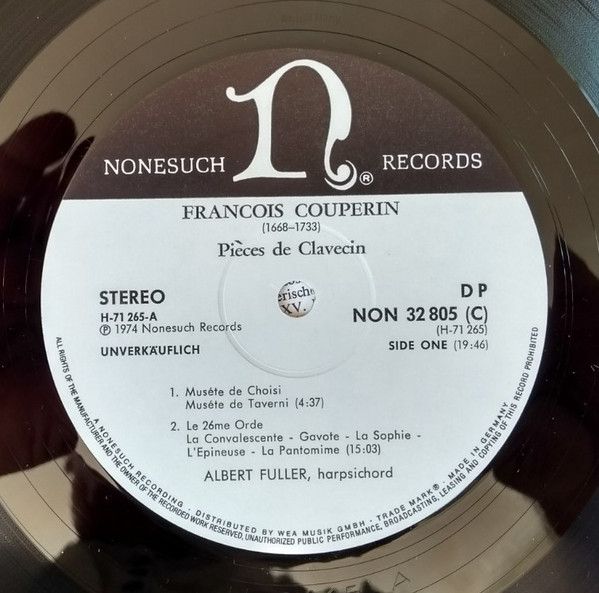 n®
NONESUCH RECORDS
FRANCOIS COUPERIN
(1668–1733)
Pièces de Clavecin
STEREO
H-71 265-A
Ⓟ 1974 Nonesuch Records
UNVERKÄUFLICH
D P
NON 32 805 (C)
(H-71 265)
SIDE ONE (19:46)
erische
XV.
1. Muséte de Choisi
Muséte de Taverni (4:37)
2. Le 26me Orde
La Convalescente - Gavote - La Sophie -
L'Epineuse - La Pantomime (15:03)
ALBERT FULLER, harpsichord
A NONESUCH RECORDING · DISTRIBUTED BY WEA MUSIK GMBH · TRADE MARK® · MADE IN GERMANY
ALL RIGHTS OF THE MANUFACTURER AND THE OWNER OF THE RECORDED WORK RESERVED, UNAUTHORIZED PUBLIC PERFORMANCE, BROADCASTING, LEASING AND COPYING OF THIS RECORD PROHIBITED